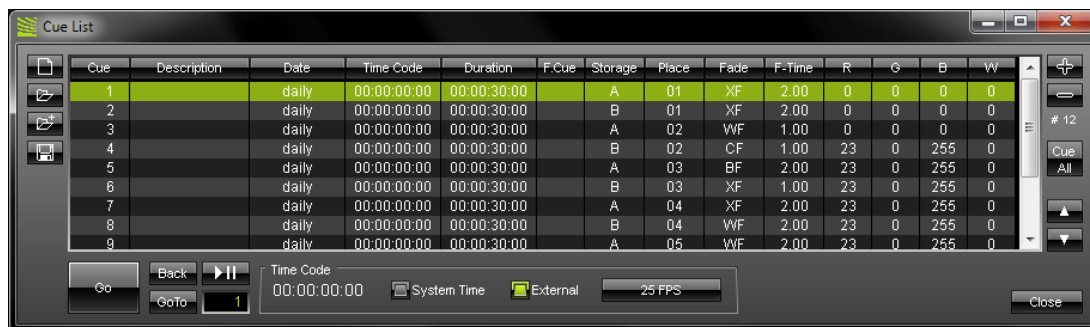 Cue List
Cue Description Date Time Code Duration F.Cue Storage Place Fade F-Time R G B W
1 daily 00:00:00:00 00:00:30:00 A 01 XF 2.00 0 0 0 0
2 daily 00:00:00:00 00:00:30:00 B 01 XF 2.00 0 0 0 0
3 daily 00:00:00:00 00:00:30:00 A 02 WF 1.00 0 0 0 0
4 daily 00:00:00:00 00:00:30:00 B 02 CF 1.00 23 0 255 0
5 daily 00:00:00:00 00:00:30:00 A 03 BF 2.00 23 0 255 0
6 daily 00:00:00:00 00:00:30:00 B 03 XF 1.00 23 0 255 0
7 daily 00:00:00:00 00:00:30:00 A 04 XF 2.00 23 0 255 0
8 daily 00:00:00:00 00:00:30:00 B 04 WF 2.00 23 0 255 0
9 daily 00:00:00:00 00:00:30:00 A 05 WF 2.00 23 0 255 0
# 12
Cue
All
Go
Back
GoTo 1
Time Code
00:00:00:00 System Time External 25 FPS
Close